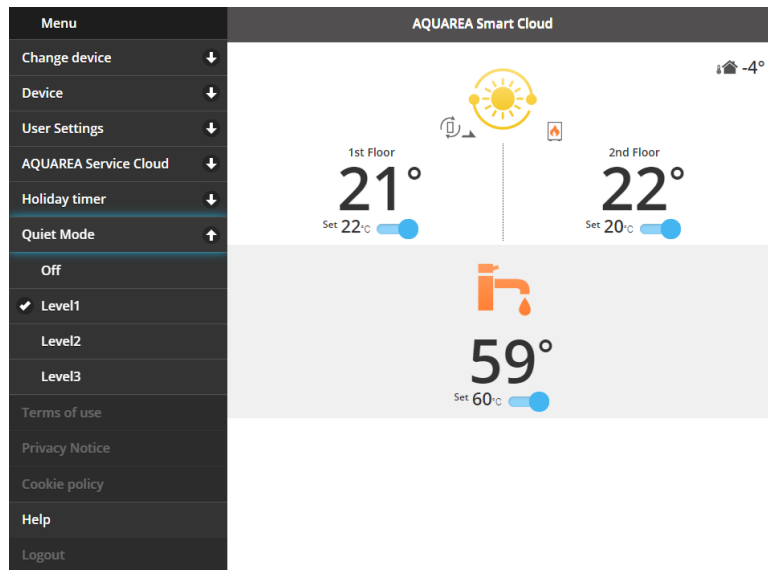 Menu
Change device
Device
User Settings
AQUAREA Service Cloud
Holiday timer
Quiet Mode
Off
Level1
Level2
Level3
Terms of use
Privacy Notice
Cookie policy
Help
Logout
AQUAREA Smart Cloud
-4°
1st Floor
21°
Set 22°C
2nd Floor
22°
Set 20°C
59°
Set 60°C